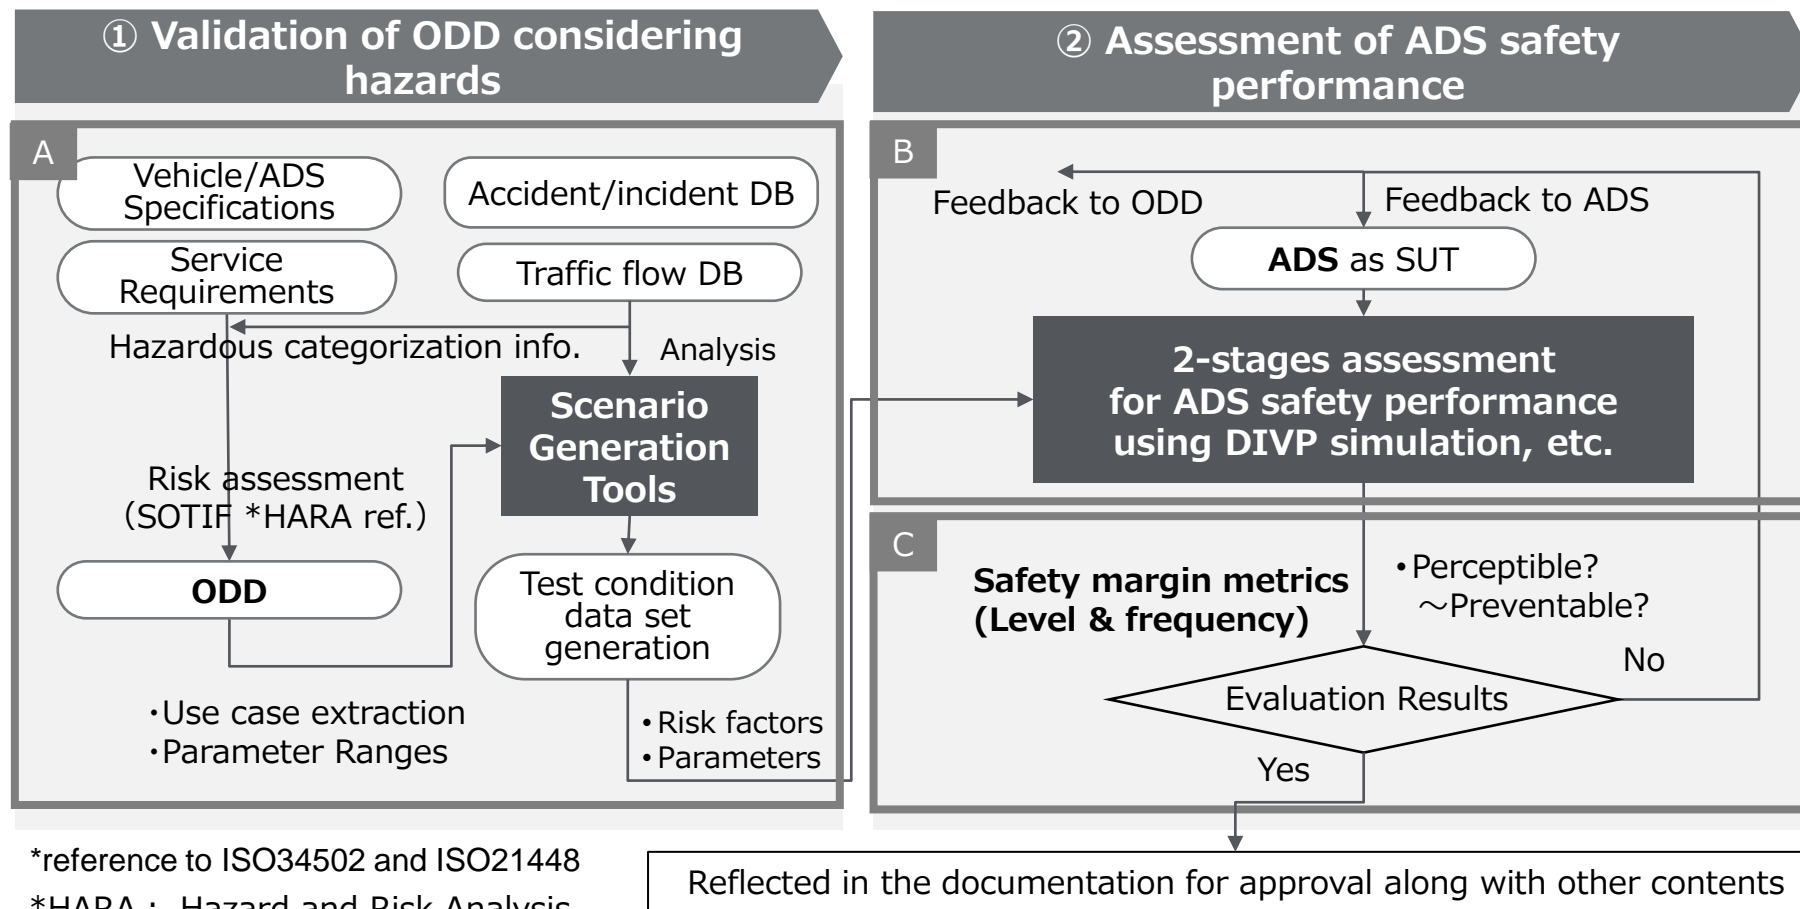 ① Validation of ODD considering
hazards
② Assessment of ADS safety
performance
A
Vehicle/ADS
Specifications
Accident/incident DB
Service
Requirements
Traffic flow DB
Hazardous categorization info.
Analysis
Scenario
Generation
Tools
Risk assessment
(SOTIF *HARA ref.)
ODD
Test condition
data set
generation
・Use case extraction
・Parameter Ranges
・Risk factors
・Parameters
B
Feedback to ODD
Feedback to ADS
ADS as SUT
2-stages assessment
for ADS safety performance
using DIVP simulation, etc.
C
Safety margin metrics
(Level & frequency)
・Perceptible?
～Preventable?
No
Evaluation Results
Yes
*reference to ISO34502 and ISO21448
*HARA : Hazard and Risk Analysis
Reflected in the documentation for approval along with other contents